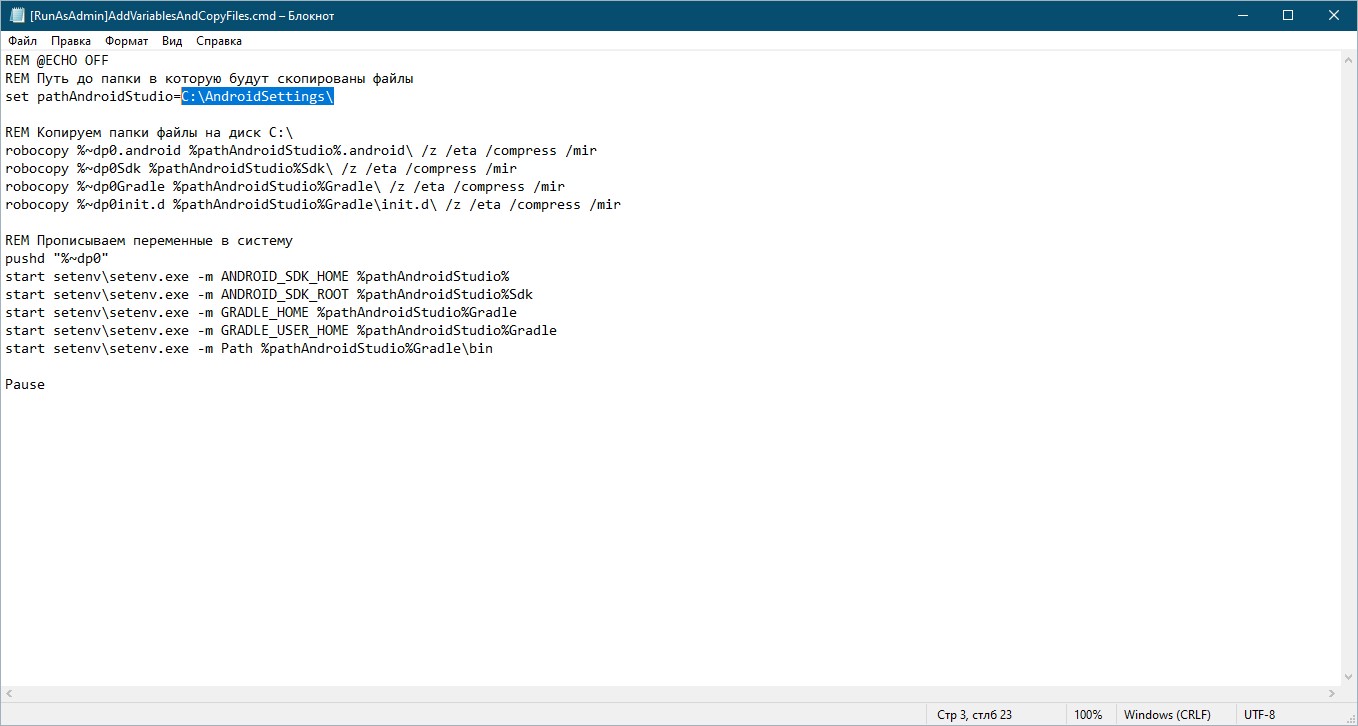 [RunAsAdmin]AddVariablesAndCopyFiles.cmd – Блокнот
Файл Правка Формат Вид Справка
REM @ECHO OFF
REM Путь до папки в которую будут скопированы файлы
set pathAndroidStudio=C:\AndroidSettings\
REM Копируем папки файлы на диск C:\
robocopy %~dp0.android %pathAndroidStudio%.android\ /z /eta /compress /mir
robocopy %~dp0Sdk %pathAndroidStudio%Sdk\ /z /eta /compress /mir
robocopy %~dp0Gradle %pathAndroidStudio%Gradle\ /z /eta /compress /mir
robocopy %~dp0init.d %pathAndroidStudio%Gradle\init.d\ /z /eta /compress /mir
REM Прописываем переменные в систему
pushd "%~dp0"
start setenv\setenv.exe -m ANDROID_SDK_HOME %pathAndroidStudio%
start setenv\setenv.exe -m ANDROID_SDK_ROOT %pathAndroidStudio%Sdk
start setenv\setenv.exe -m GRADLE_HOME %pathAndroidStudio%Gradle
start setenv\setenv.exe -m GRADLE_USER_HOME %pathAndroidStudio%Gradle
start setenv\setenv.exe -m Path %pathAndroidStudio%Gradle\bin
Pause
Стр 3, стлб 23 100% Windows (CRLF) UTF-8